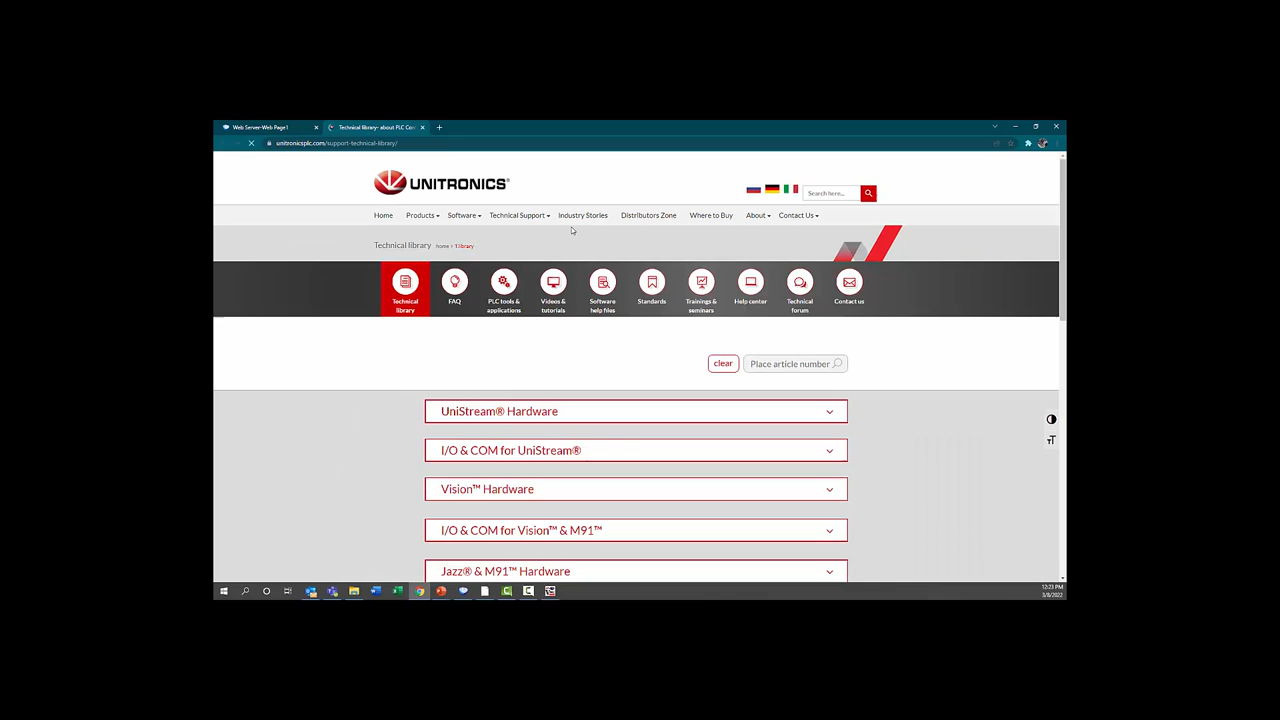 Web Server-Web Page1
Technical library- about PLC Con
unitronicsplc.com/support-technical-library/
UNITRONICS®
Search here...
Home Products Software Technical Support Industry Stories Distributors Zone Where to Buy About Contact Us
Technical library home > T.library
Technical library
FAQ
PLC tools & applications
Videos & tutorials
Software help files
Standards
Trainings & seminars
Help center
Technical forum
Contact us
clear
Place article number
UniStream® Hardware
I/O & COM for UniStream®
Vision™ Hardware
I/O & COM for Vision™ & M91™
Jazz® & M91™ Hardware
12:23 PM
3/8/2022